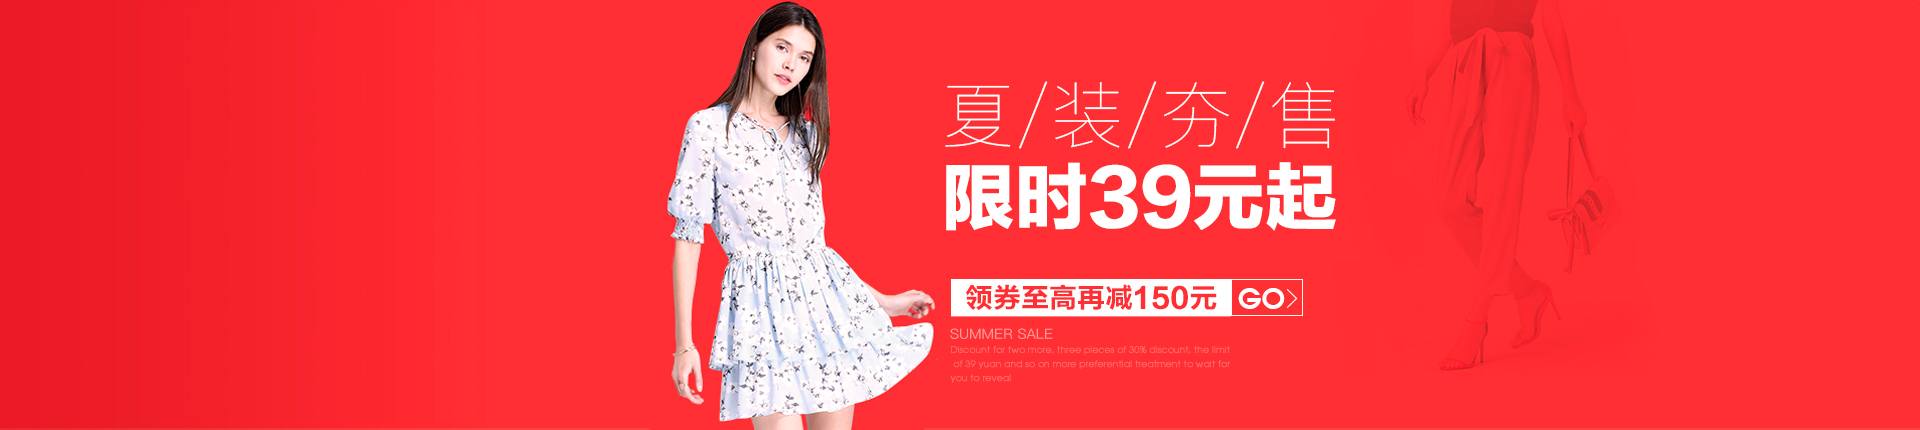 夏/装/夯/售
限时39元起
领券至高再减150元 GO>
SUMMER SALE
Discount for two more, three pieces of 30% discount, the limit
of 39 yuan and so on more preferential treatment to wait for
you to reveal